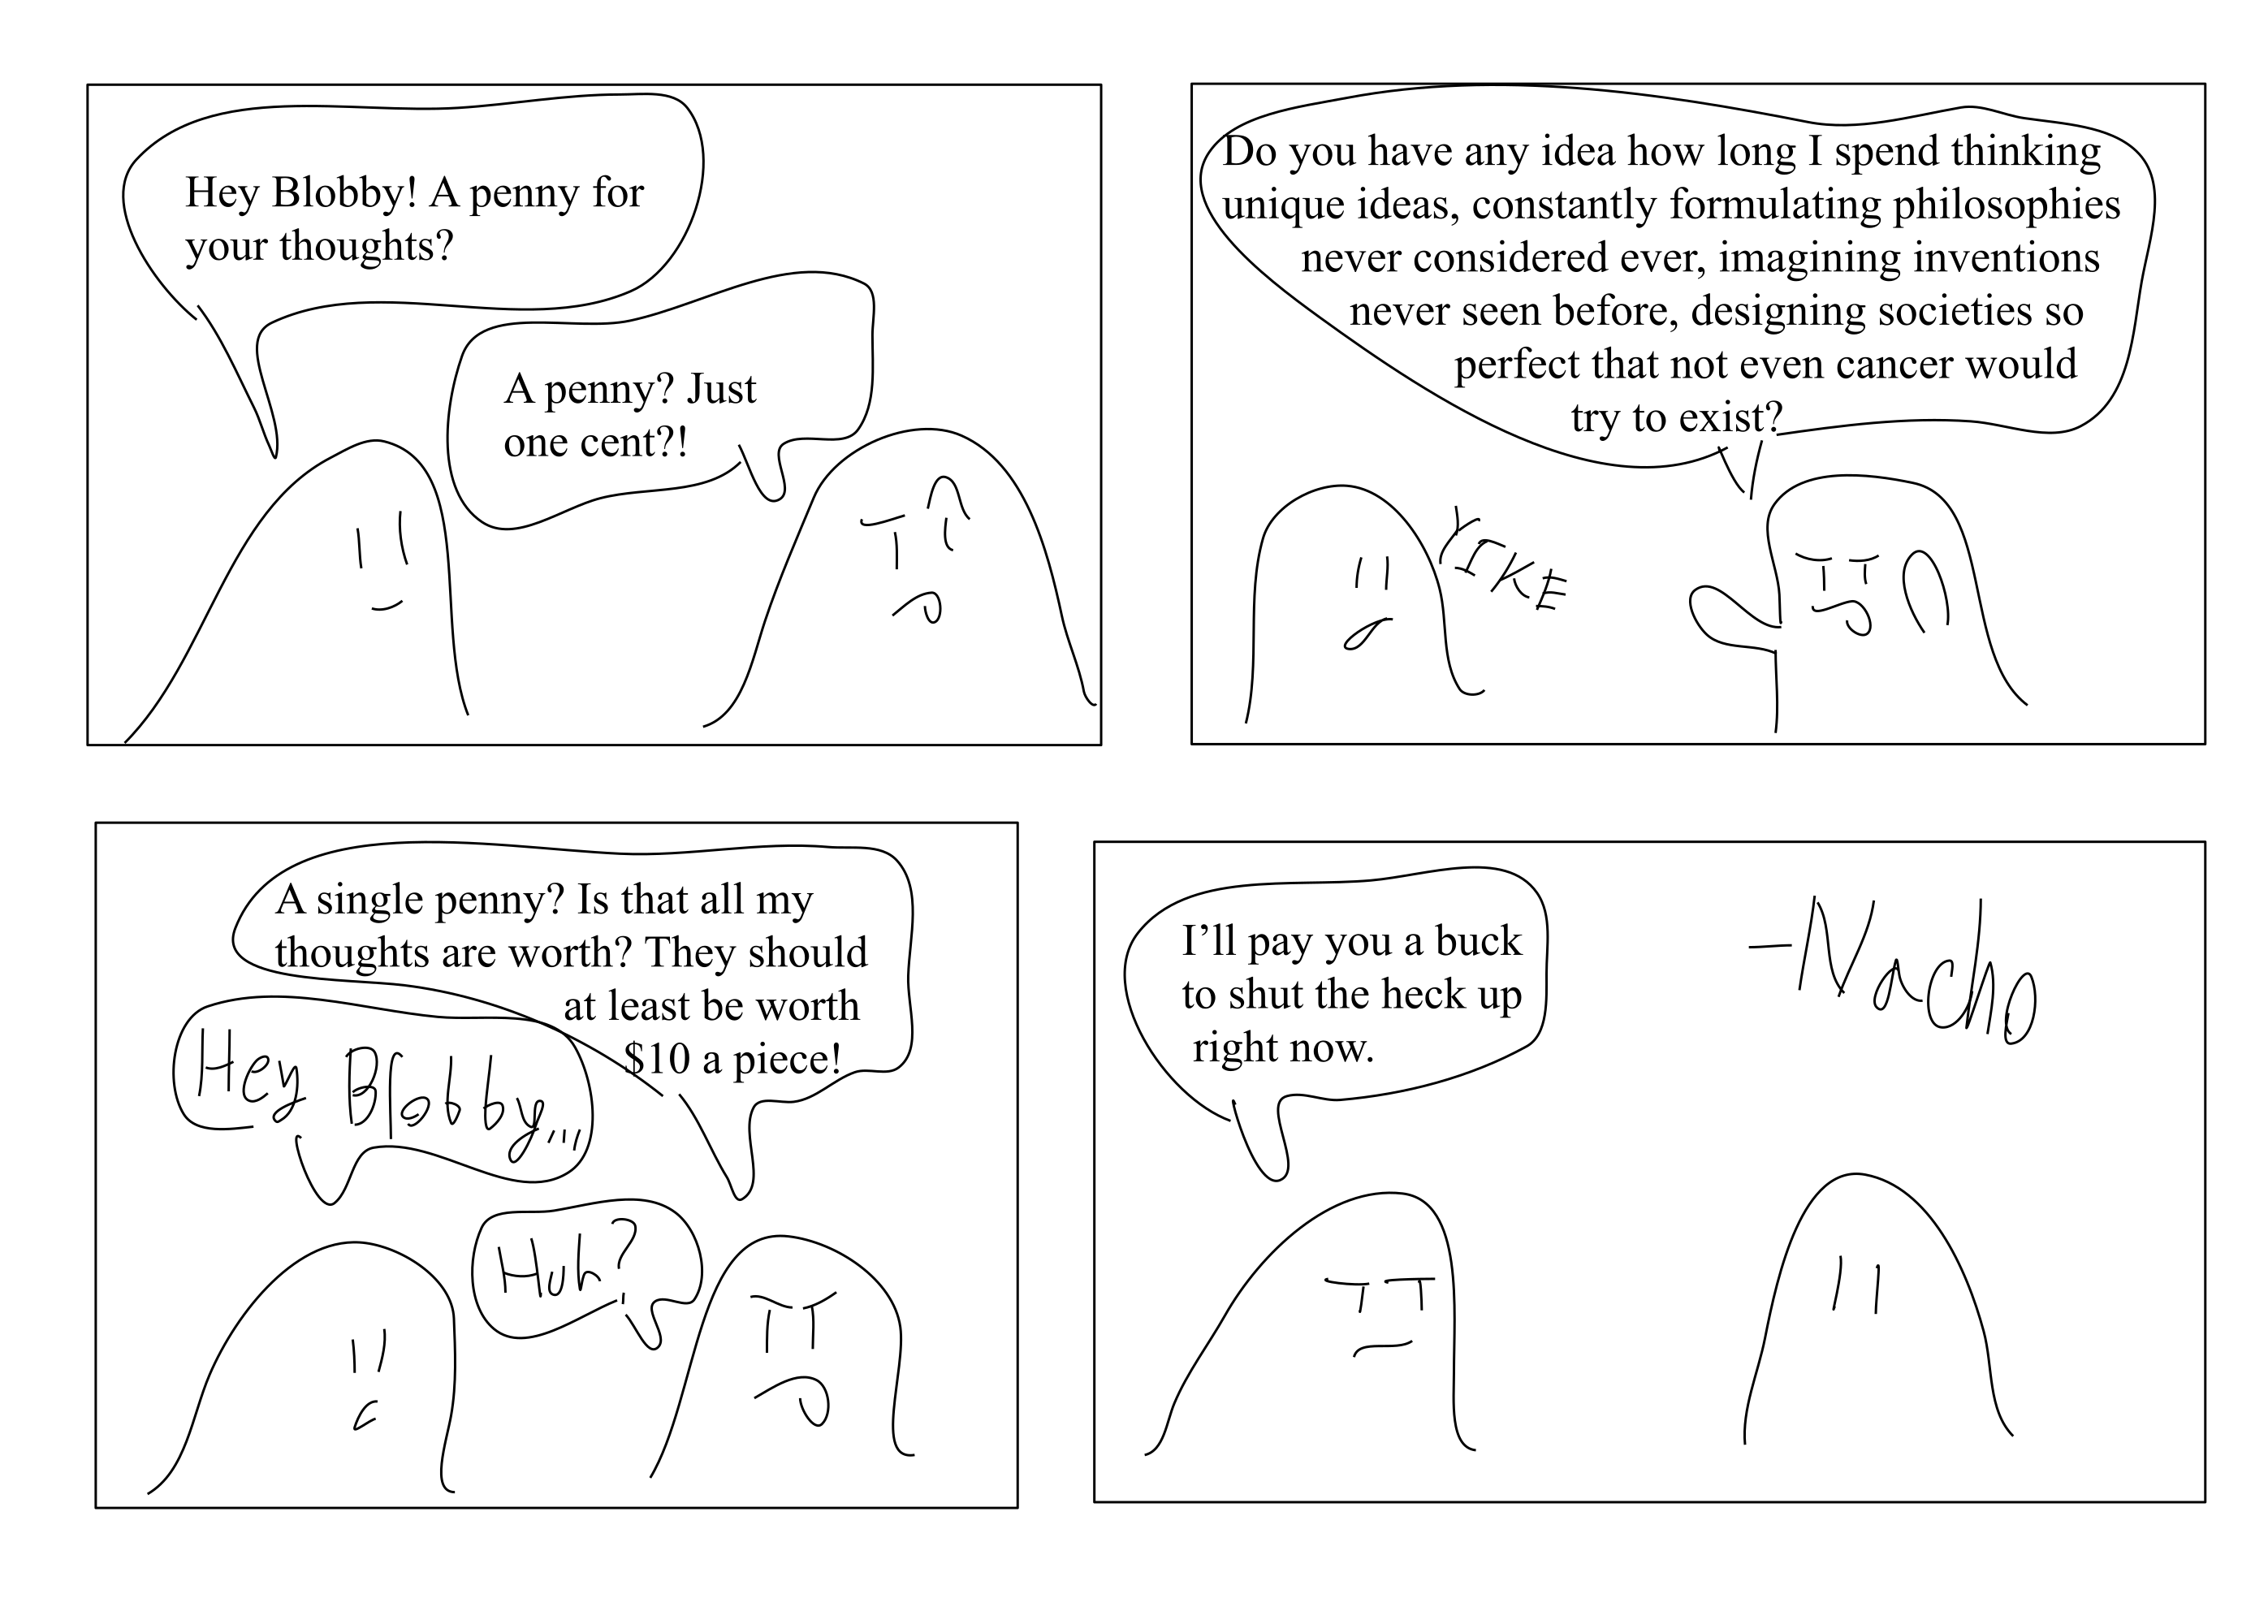 Hey Blobby! A penny for
your thoughts?
A penny? Just
one cent?!
Do you have any idea how long I spend thinking
unique ideas, constantly formulating philosophies
never considered ever, imagining inventions
never seen before, designing societies so
perfect that not even cancer would
try to exist?
YIKE
A single penny? Is that all my
thoughts are worth? They should
at least be worth
$10 a piece!
Hey Blobby,,,
Huh?
I’ll pay you a buck
to shut the heck up
right now.
-Nacho